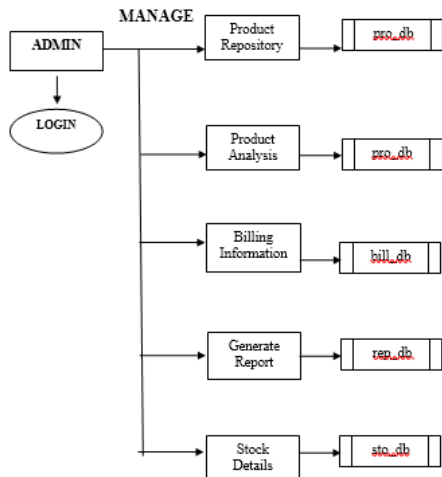 MANAGE
ADMIN
Product
Repository
pro_db
LOGIN
Product
Analysis
pro_db
Billing
Information
bill_db
Generate
Report
rep_db
Stock
Details
sto_db